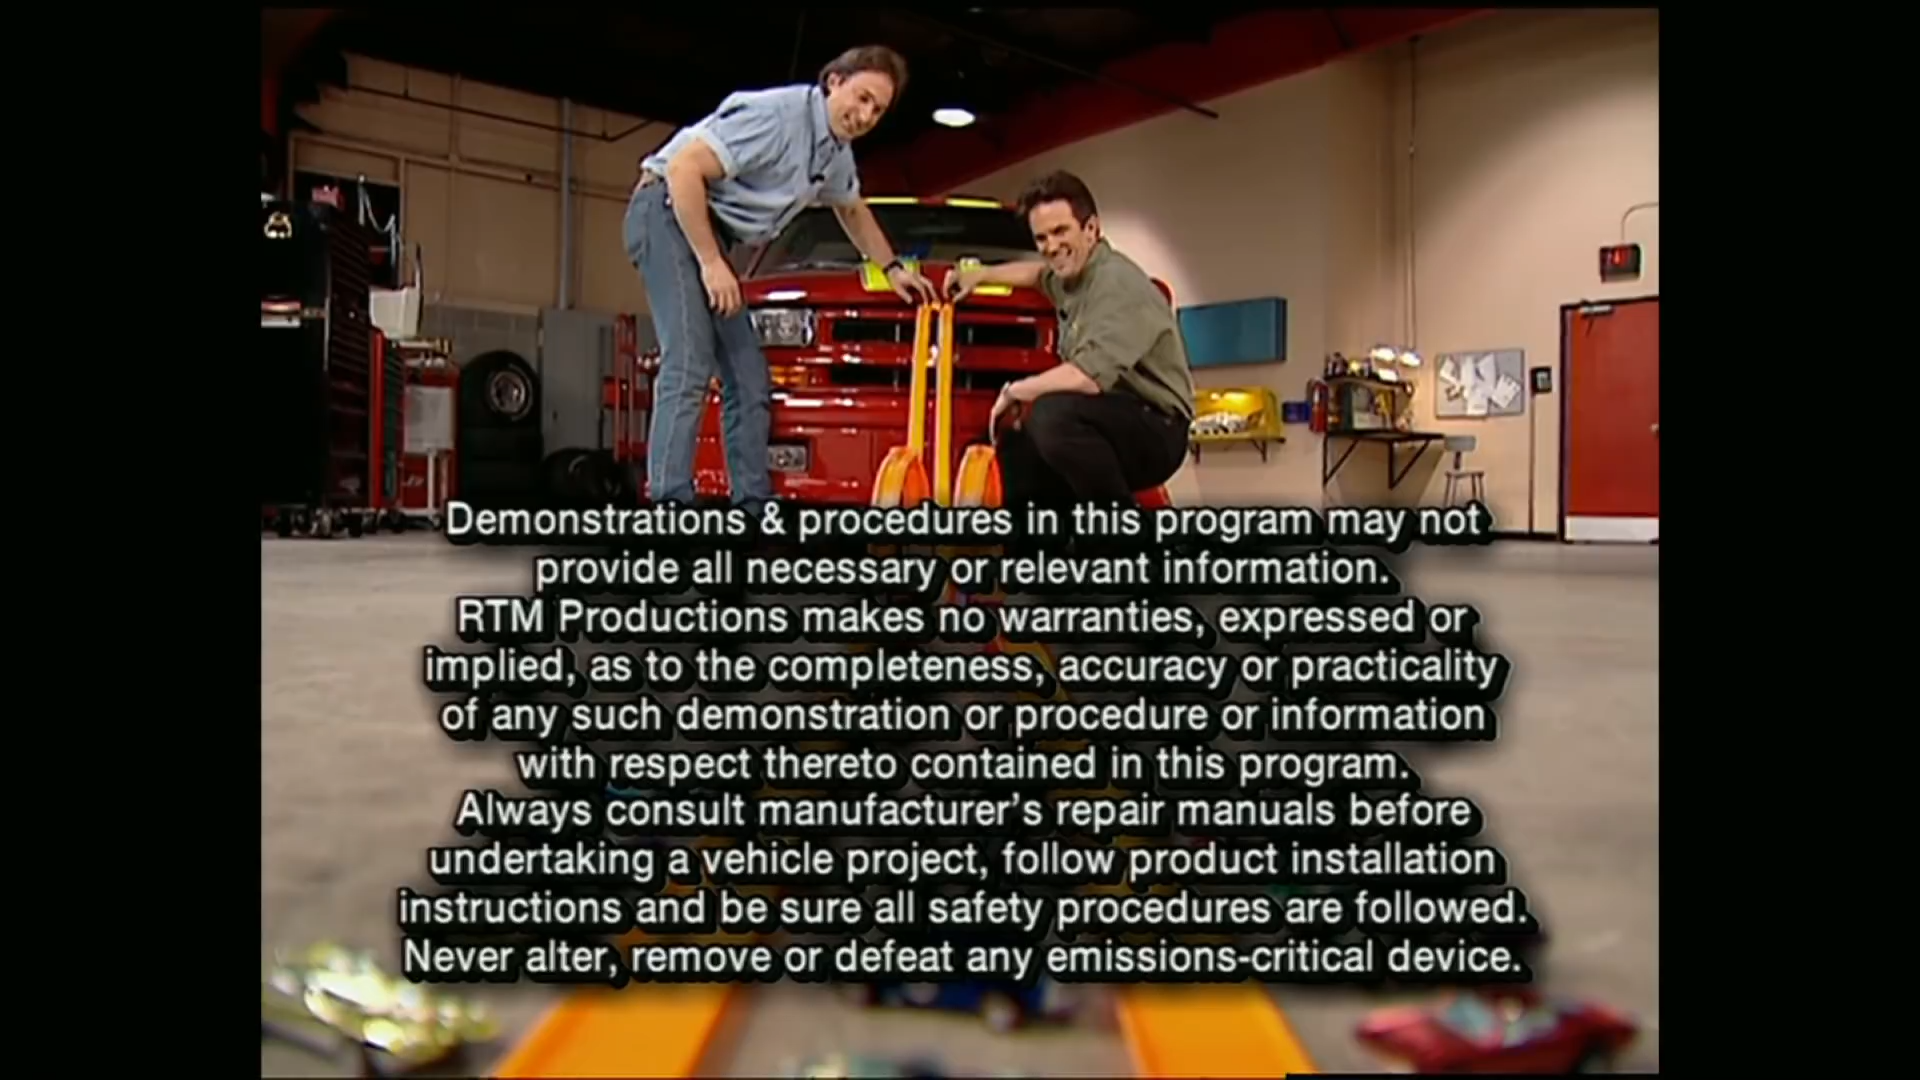 Demonstrations & procedures in this program may not
provide all necessary or relevant information.
RTM Productions makes no warranties, expressed or
implied, as to the completeness, accuracy or practicality
of any such demonstration or procedure or information
with respect thereto contained in this program.
Always consult manufacturer's repair manuals before
undertaking a vehicle project, follow product installation
instructions and be sure all safety procedures are followed.
Never alter, remove or defeat any emissions-critical device.